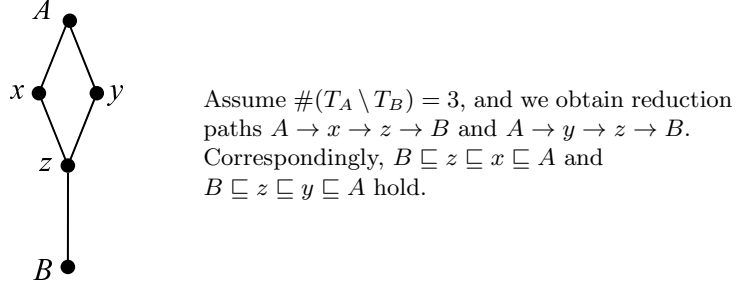 A
x
y
z
B
Assume #(T_A \ T_B) = 3, and we obtain reduction
paths A → x → z → B and A → y → z → B.
Correspondingly, B ⊑ z ⊑ x ⊑ A and
B ⊑ z ⊑ y ⊑ A hold.